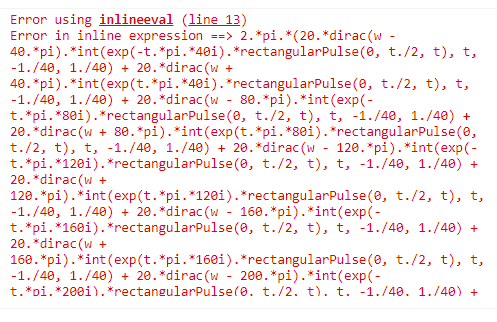 Error using inlineeval (line 13)
Error in inline expression ==> 2.*pi.*(20.*dirac(w -
40.*pi).*int(exp(-t.*pi.*40i).*rectangularPulse(0, t./2, t), t,
-1./40, 1./40) + 20.*dirac(w +
40.*pi).*int(exp(t.*pi.*40i).*rectangularPulse(0, t./2, t), t,
-1./40, 1./40) + 20.*dirac(w - 80.*pi).*int(exp(-
t.*pi.*80i).*rectangularPulse(0, t./2, t), t, -1./40, 1./40) +
20.*dirac(w + 80.*pi).*int(exp(t.*pi.*80i).*rectangularPulse(0,
t./2, t), t, -1./40, 1./40) + 20.*dirac(w - 120.*pi).*int(exp(-
t.*pi.*120i).*rectangularPulse(0, t./2, t), t, -1./40, 1./40) +
20.*dirac(w +
120.*pi).*int(exp(t.*pi.*120i).*rectangularPulse(0, t./2, t), t,
-1./40, 1./40) + 20.*dirac(w - 160.*pi).*int(exp(-
t.*pi.*160i).*rectangularPulse(0, t./2, t), t, -1./40, 1./40) +
20.*dirac(w +
160.*pi).*int(exp(t.*pi.*160i).*rectangularPulse(0, t./2, t), t,
-1./40, 1./40) + 20.*dirac(w - 200.*pi).*int(exp(-
t.*pi.*200i).*rectangularPulse(0, t./2, t), t, -1./40, 1./40) +